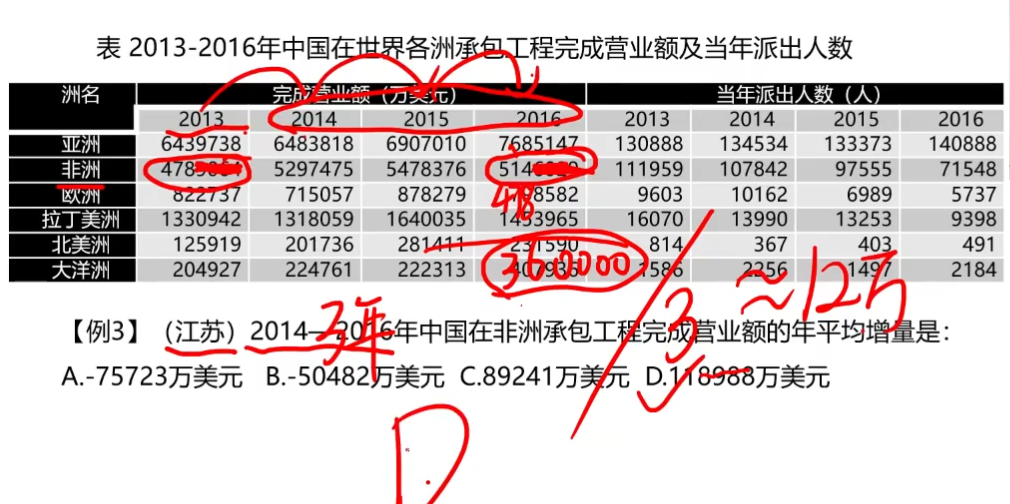 表 2013-2016年中国在世界各洲承包工程完成营业额及当年派出人数
洲名 完成营业额（万美元） 当年派出人数（人）
2013 2014 2015 2016 2013 2014 2015 2016
亚洲 6439738 6483818 6907010 7685147 130888 134534 133373 140888
非洲 5297475 5478376 111959 107842 97555 71548
欧洲 822737 715057 878279 9603 10162 6989 5737
48
拉丁美洲 1330942 1318059 1640035 1453965 16070 13990 13253 9398
北美洲 125919 201736 281411 231590 814 367 403 491
大洋洲 204927 224761 222313 1586 2256 1497 2184
360000 /3 ≈12万
【例3】（江苏）2014—2016年中国在非洲承包工程完成营业额的年平均增量是：
3年
A.-75723万美元 B.-50482万美元 C.89241万美元 D.118988万美元
D